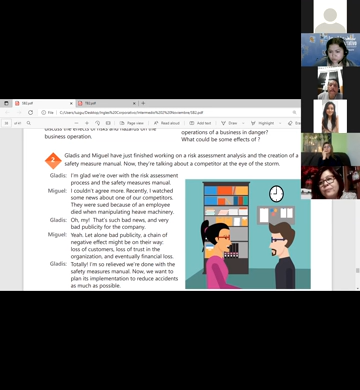 5B2.pdf
5B3.pdf
File
C:/Users/
Page view
Read aloud
Add text
Draw
Highlight
Erase
discuss the effects of risks and hazards on the
business operation.
operations of a business in danger?
What could be some effects of ?
2
Gladis and Miguel have just finished working on a risk assessment analysis and the creation of a
safety measure manual. Now, they're talking about a competitor at the eye of the storm.
Gladis: I'm glad we're over with the risk assessment
process and the safety measures manual.
Miguel: I couldn't agree more. Recently, I watched
some news about one of our competitors.
They were sued because of an employee
died when manipulating heavy machinery.
Gladis: Oh, my! That's such bad news, and very
bad publicity for the company.
Miguel: Yeah. Let alone bad publicity, a chain of
negative effect might be on their way:
loss of customers, loss of trust in the
organization, and eventually financial loss.
Gladis: Totally! I'm so relieved we're done with the
safety measures manual. Now, we want to
plan its implementation to reduce accidents
as much as possible.